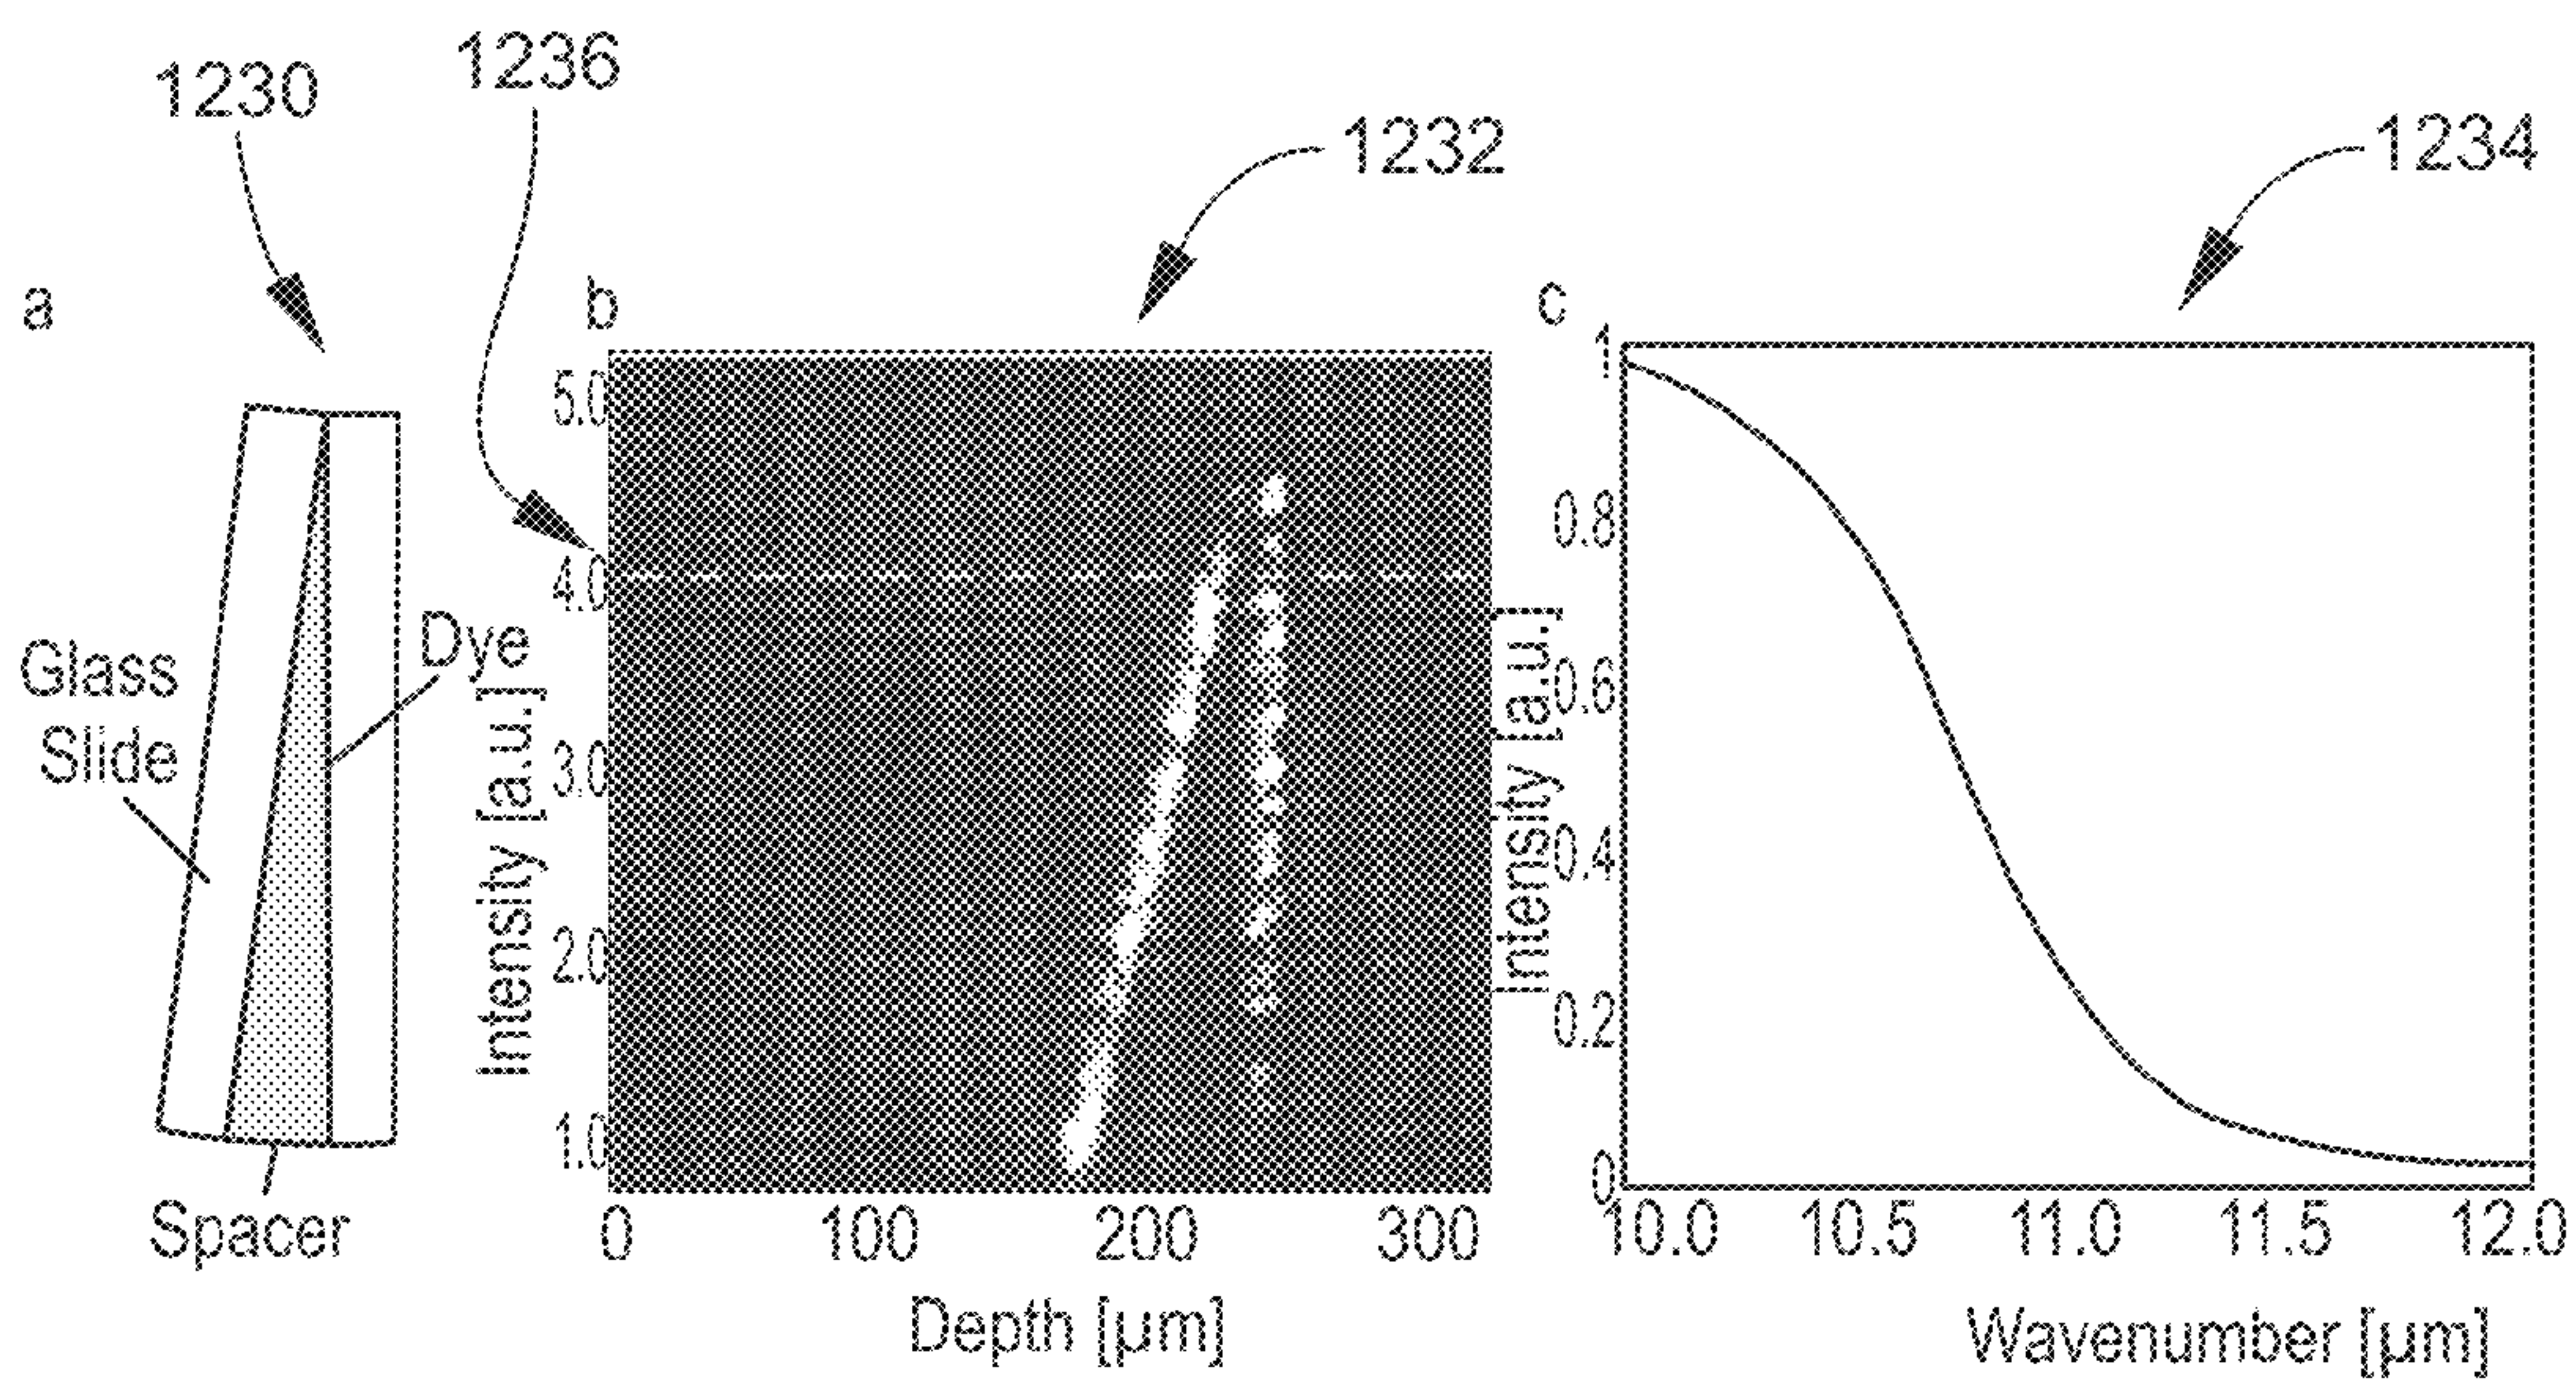 1230
1236
1232
1234
a
b
c
Glass
Slide
Dye
Spacer
Intensity [a.u.]
5.0
4.0
3.0
2.0
1.0
0 100 200 300
Depth [µm]
Intensity [a.u.]
1
0.8
0.6
0.4
0.2
0
10.0 10.5 11.0 11.5 12.0
Wavenumber [µm]